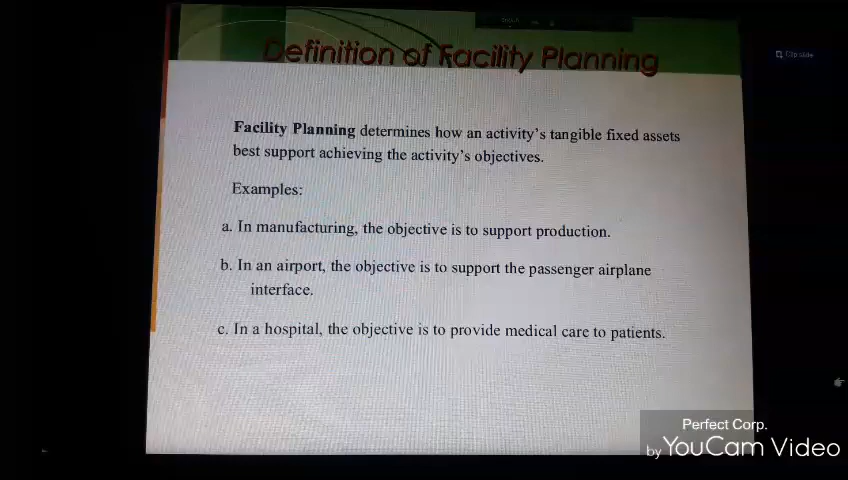 Definition of Facility Planning
Clip slide
Facility Planning determines how an activity's tangible fixed assets
best support achieving the activity's objectives.
Examples:
a. In manufacturing, the objective is to support production.
b. In an airport, the objective is to support the passenger airplane
interface.
c. In a hospital, the objective is to provide medical care to patients.
Perfect Corp.
by YouCam Video